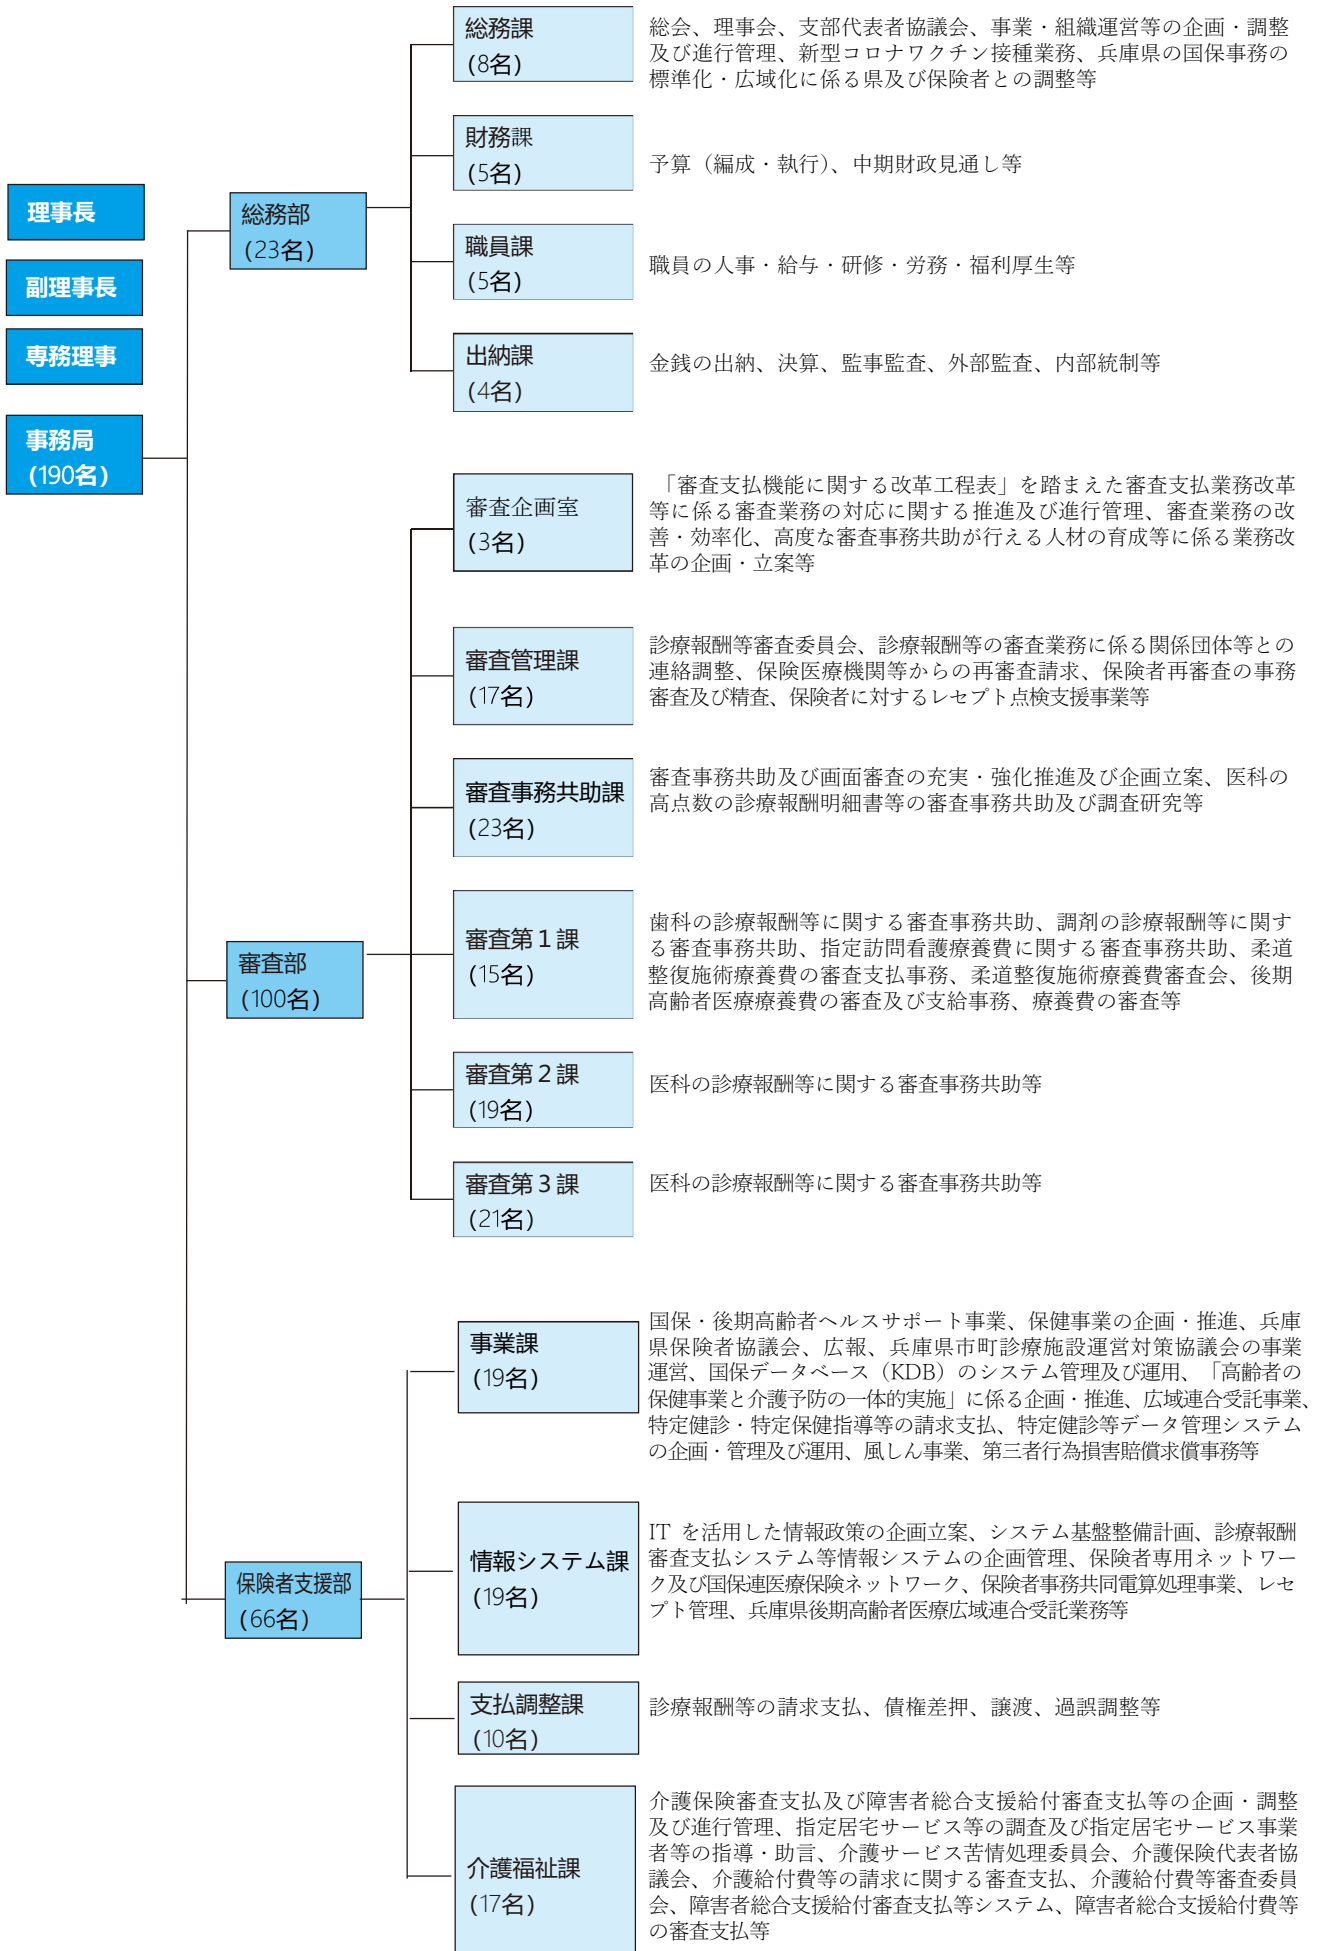 理事長
副理事長
専務理事
事務局
(190名)
総務部
(23名)
総務課
(8名)
総会、理事会、支部代表者協議会、事業・組織運営等の企画・調整
及び進行管理、新型コロナワクチン接種業務、兵庫県の国保事務の
標準化・広域化に係る県及び保険者との調整等
財務課
(5名)
予算（編成・執行）、中期財政見通し等
職員課
(5名)
職員の人事・給与・研修・労務・福利厚生等
出納課
(4名)
金銭の出納、決算、監事監査、外部監査、内部統制等
審査部
(100名)
審査企画室
(3名)
「審査支払機能に関する改革工程表」を踏まえた審査支払業務改革
等に係る審査業務の対応に関する推進及び進行管理、審査業務の改
善・効率化、高度な審査事務共助が行える人材の育成等に係る業務改
革の企画・立案等
審査管理課
(17名)
診療報酬等審査委員会、診療報酬等の審査業務に係る関係団体等との
連絡調整、保険医療機関等からの再審査請求、保険者再審査の事務
審査及び精査、保険者に対するレセプト点検支援事業等
審査事務共助課
(23名)
審査事務共助及び画面審査の充実・強化推進及び企画立案、医科の
高点数の診療報酬明細書等の審査事務共助及び調査研究等
審査第１課
(15名)
歯科の診療報酬等に関する審査事務共助、調剤の診療報酬等に関す
る審査事務共助、指定訪問看護療養費に関する審査事務共助、柔道
整復施術療養費の審査支払事務、柔道整復施術療養費審査会、後期
高齢者医療療養費の審査及び支給事務、療養費の審査等
審査第２課
(19名)
医科の診療報酬等に関する審査事務共助等
審査第３課
(21名)
医科の診療報酬等に関する審査事務共助等
保険者支援部
(66名)
事業課
(19名)
国保・後期高齢者ヘルスサポート事業、保健事業の企画・推進、兵庫
県保険者協議会、広報、兵庫県市町診療施設運営対策協議会の事業
運営、国保データベース（KDB）のシステム管理及び運用、「高齢者の
保健事業と介護予防の一体的実施」に係る企画・推進、広域連合受託事業、
特定健診・特定保健指導等の請求支払、特定健診等データ管理システム
の企画・管理及び運用、風しん事業、第三者行為損害賠償求償事務等
情報システム課
(19名)
IT を活用した情報政策の企画立案、システム基盤整備計画、診療報酬
審査支払システム等情報システムの企画管理、保険者専用ネットワー
ク及び国保連医療保険ネットワーク、保険者事務共同電算処理事業、レセ
プト管理、兵庫県後期高齢者医療広域連合受託業務等
支払調整課
(10名)
診療報酬等の請求支払、債権差押、譲渡、過誤調整等
介護福祉課
(17名)
介護保険審査支払及び障害者総合支援給付審査支払等の企画・調整
及び進行管理、指定居宅サービス等の調査及び指定居宅サービス事業
者等の指導・助言、介護サービス苦情処理委員会、介護保険代表者協
議会、介護給付費等の請求に関する審査支払、介護給付費等審査委員
会、障害者総合支援給付審査支払等システム、障害者総合支援給付費等
の審査支払等